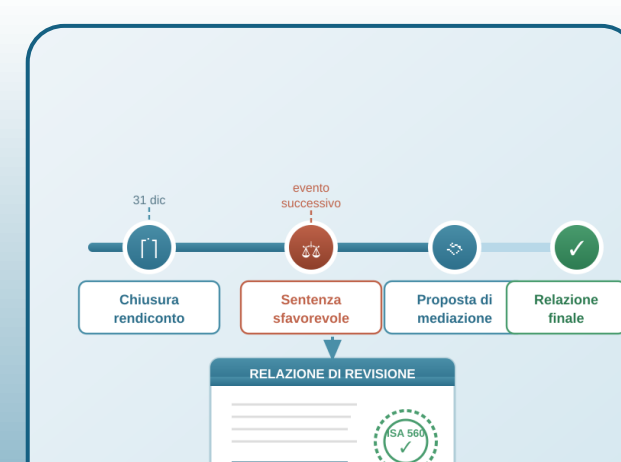 31 dic
evento
successivo
Chiusura
rendiconto
Sentenza
sfavorevole
Proposta di
mediazione
Relazione
finale
RELAZIONE DI REVISIONE
ISA 560